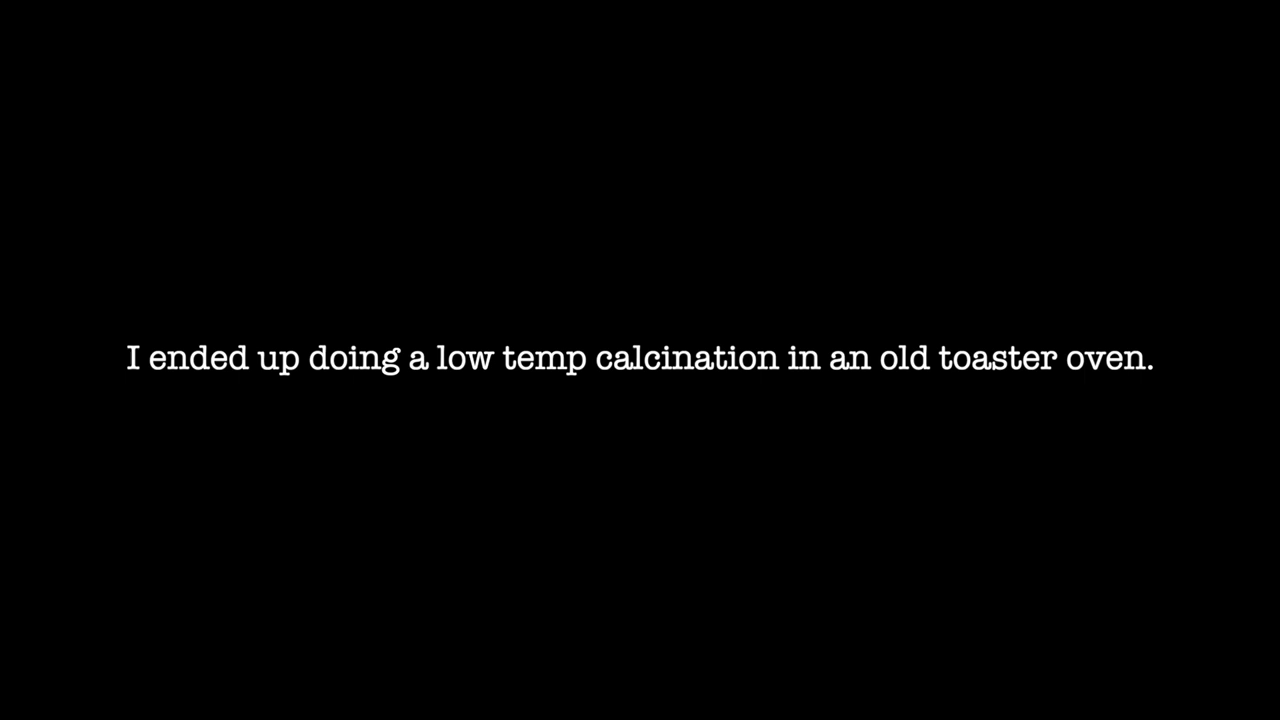 I ended up doing a low temp calcination in an old toaster oven.